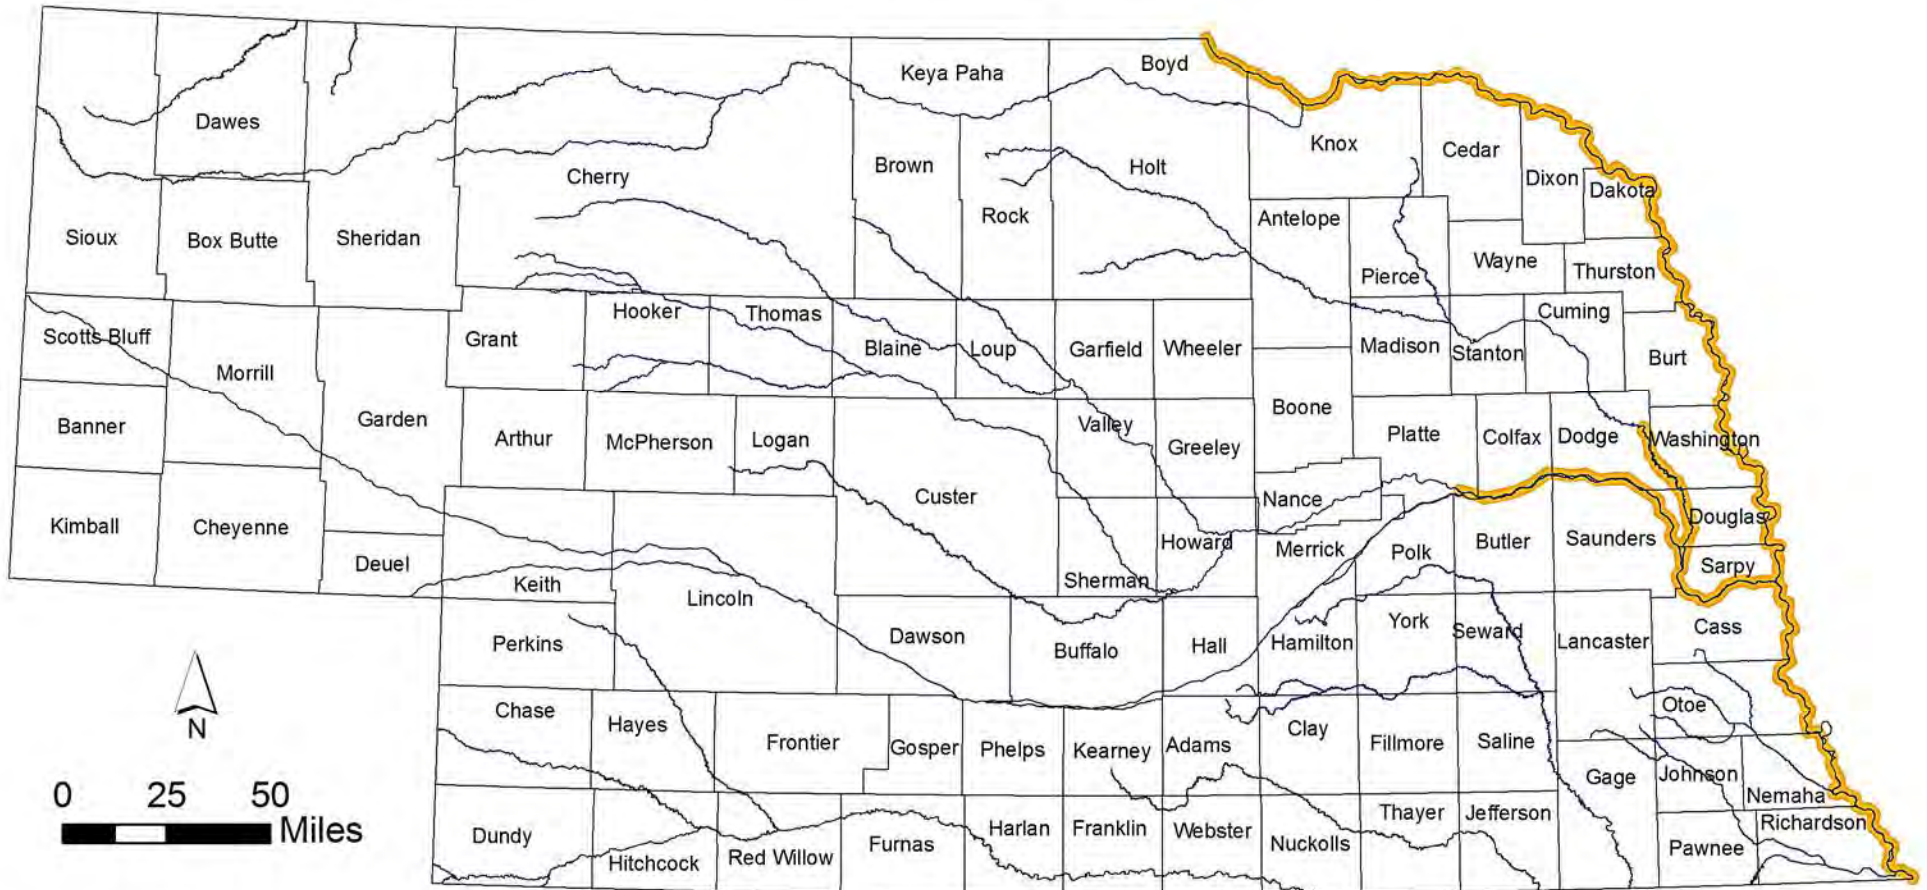 Boyd
Keya Paha
Dawes
Knox
Cedar
Brown
Holt
Cherry
Dixon
Dakota
Rock
Antelope
Sioux
Box Butte
Sheridan
Wayne
Thurston
Pierce
Hooker
Thomas
Cuming
Scotts Bluff
Grant
Blaine
Loup
Garfield
Wheeler
Madison
Stanton
Burt
Morrill
Boone
Garden
Banner
Arthur
McPherson
Logan
Valley
Greeley
Platte
Colfax
Dodge
Washington
Custer
Nance
Kimball
Cheyenne
Douglas
Howard
Merrick
Polk
Butler
Saunders
Deuel
Keith
Sherman
Sarpy
Lincoln
Perkins
Dawson
Buffalo
Hall
Hamilton
York
Seward
Lancaster
Cass
N
Chase
Hayes
Frontier
Gosper
Phelps
Kearney
Adams
Clay
Fillmore
Saline
Otoe
Gage
Johnson
Nemaha
0 25 50
Miles
Dundy
Hitchcock
Red Willow
Furnas
Harlan
Franklin
Webster
Nuckolls
Thayer
Jefferson
Pawnee
Richardson